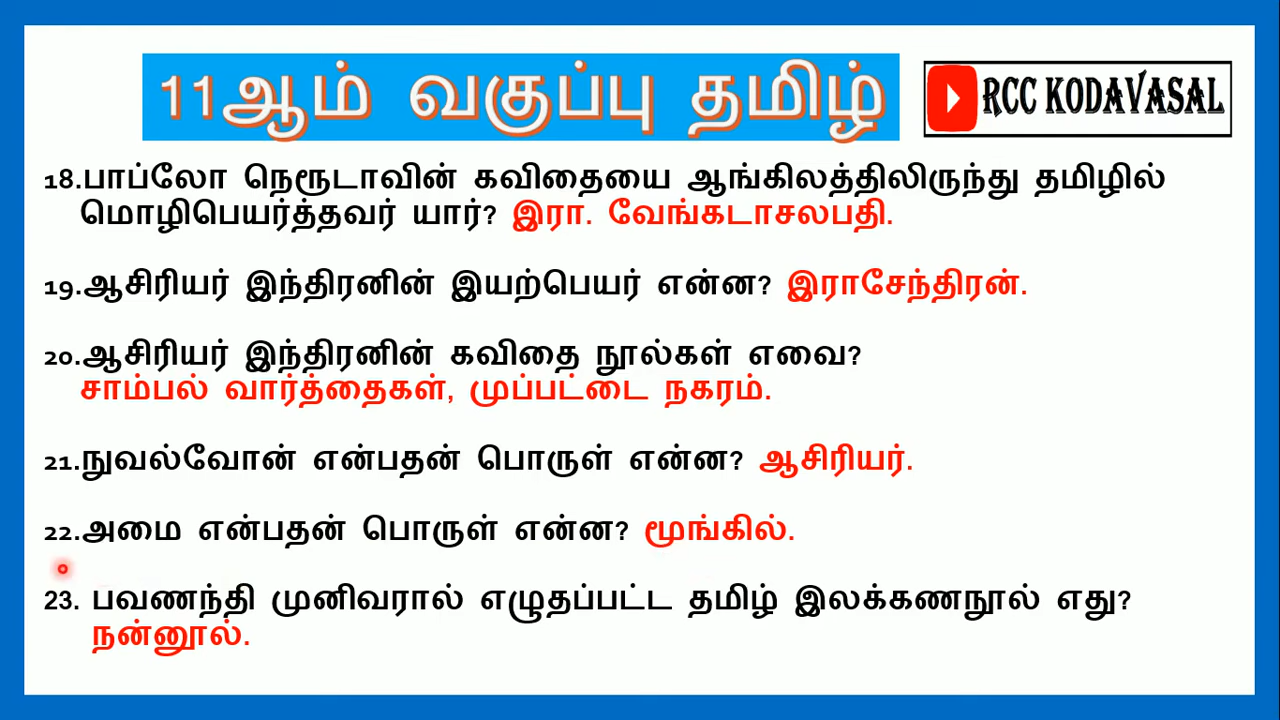 11ஆம் வகுப்பு தமிழ்
RCC KODAVASAL
18.பாப்லோ நெரூடாவின் கவிதையை ஆங்கிலத்திலிருந்து தமிழில்
மொழிபெயர்த்தவர் யார்? இரா. வேங்கடாசலபதி.
19.ஆசிரியர் இந்திரனின் இயற்பெயர் என்ன? இராசேந்திரன்.
20.ஆசிரியர் இந்திரனின் கவிதை நூல்கள் எவை?
சாம்பல் வார்த்தைகள், முப்பட்டை நகரம்.
21.நுவல்வோன் என்பதன் பொருள் என்ன? ஆசிரியர்.
22.அமை என்பதன் பொருள் என்ன? மூங்கில்.
23. பவணந்தி முனிவரால் எழுதப்பட்ட தமிழ் இலக்கணநூல் எது?
நன்னூல்.